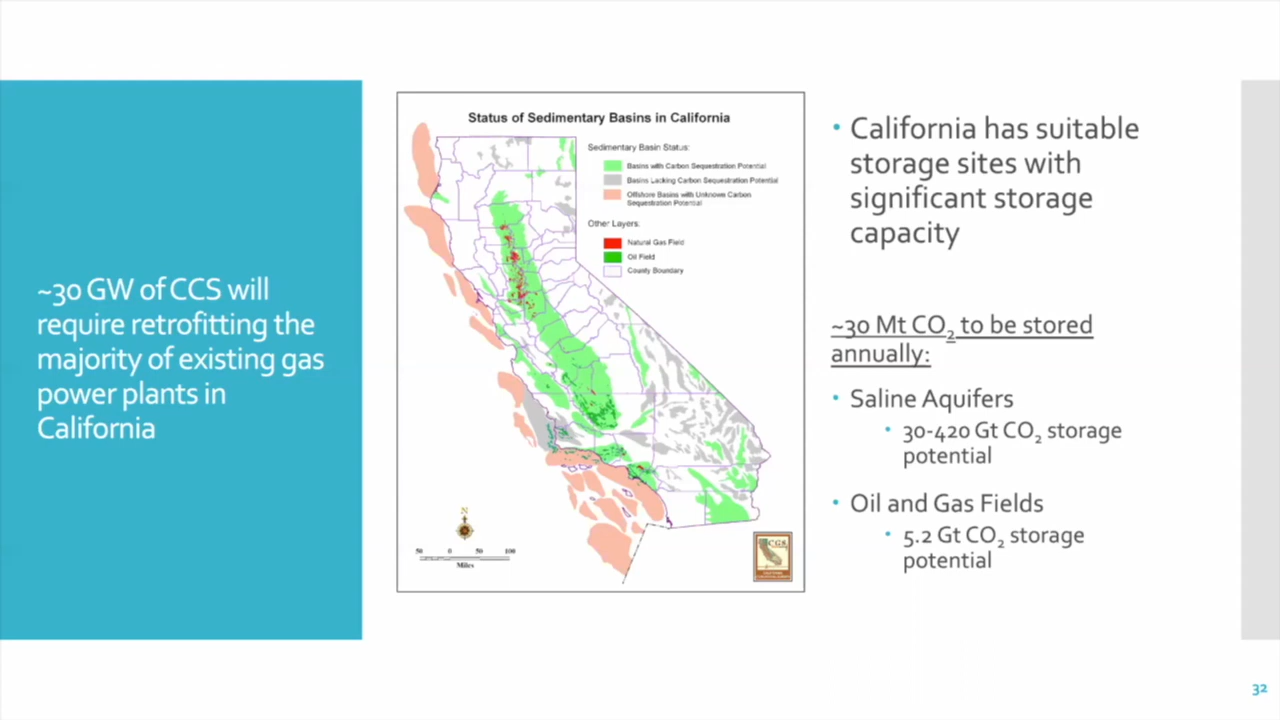 ~30 GW of CCS will
require retrofitting the
majority of existing gas
power plants in
California
Status of Sedimentary Basins in California
Sedimentary Basin Status:
Basins with Carbon Sequestration Potential
Basins Lacking Carbon Sequestration Potential
Offshore Basins with Unknown Carbon
Sequestration Potential
Other Layers:
Natural Gas Field
Oil Field
County Boundary
N
50 0 50 100
Miles
CGS
• California has suitable
storage sites with
significant storage
capacity
~30 Mt CO₂ to be stored
annually:
• Saline Aquifers
• 30-420 Gt CO₂ storage
potential
• Oil and Gas Fields
• 5.2 Gt CO₂ storage
potential
32